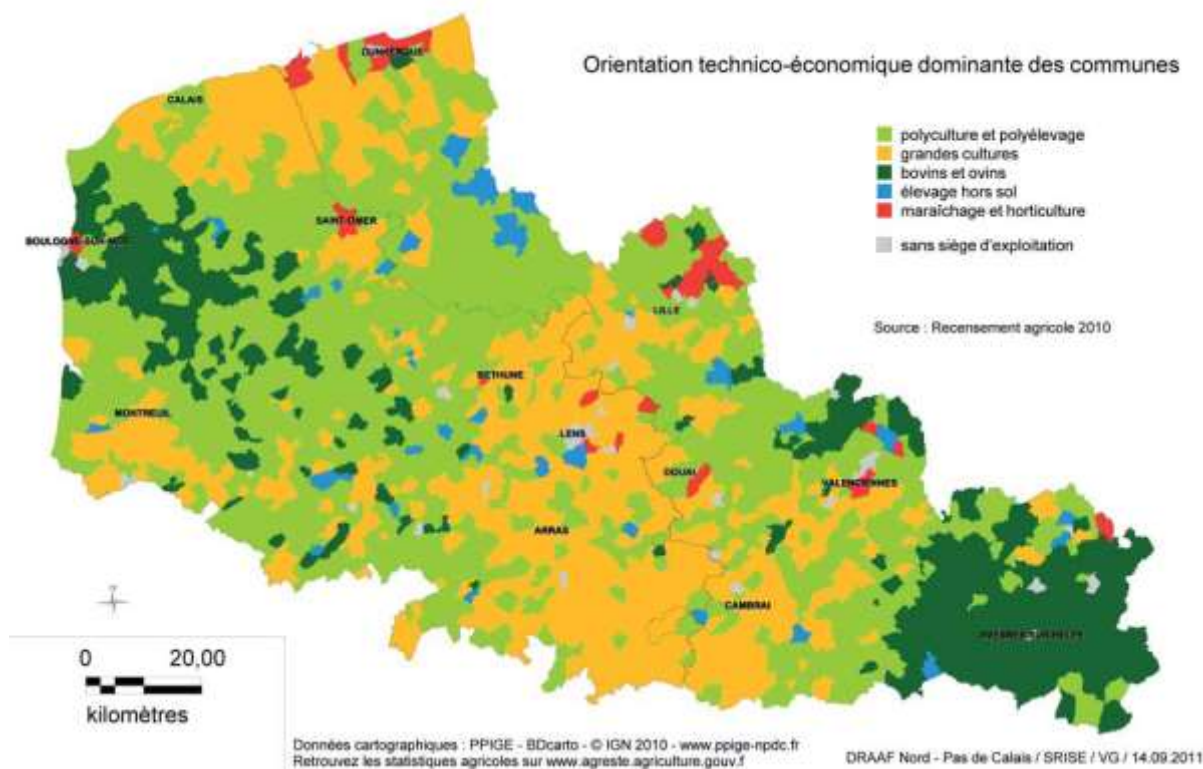 Orientation technico-économique dominante des communes
polyculture et polyélevage
grandes cultures
bovins et ovins
élevage hors sol
maraîchage et horticulture
sans siège d'exploitation
Source : Recensement agricole 2010
DUNKERQUE
CALAIS
SAINT-OMER
BOULOGNE-SUR-MER
LILLE
BETHUNE
MONTREUIL
LENS
DOUAI
VALENCIENNES
ARRAS
CAMBRAI
AVESNES-SUR-HELPE
0 20,00
kilomètres
Données cartographiques : PPIGE - BDcarto - © IGN 2010 - www.ppige-npdc.fr
Retrouvez les statistiques agricoles sur www.agreste.agriculture.gouv.f
DRAAF Nord - Pas de Calais / SRISE / VG / 14.09.2011